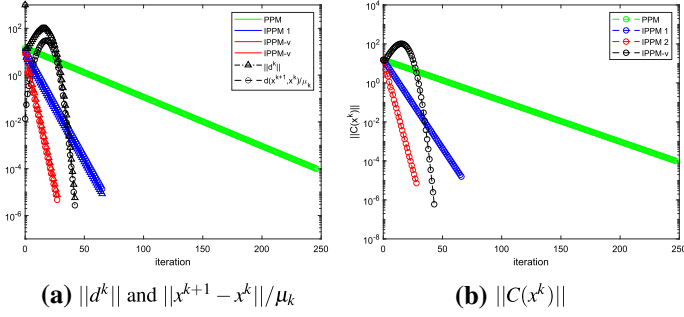 10^2
10^0
10^-2
10^-4
10^-6
0 50 100 150 200 250
iteration
PPM
IPPM 1
IPPM-v
IPPM-v
||d^k||
d(x^{k+1}, x^k)/μ_k
(a) ||d^k|| and ||x^{k+1} − x^k||/μ_k
||C(x^k)||
10^4
10^2
10^0
10^-2
10^-4
10^-6
10^-8
0 50 100 150 200 250
iteration
PPM
IPPM 1
IPPM 2
IPPM-v
(b) ||C(x^k)||